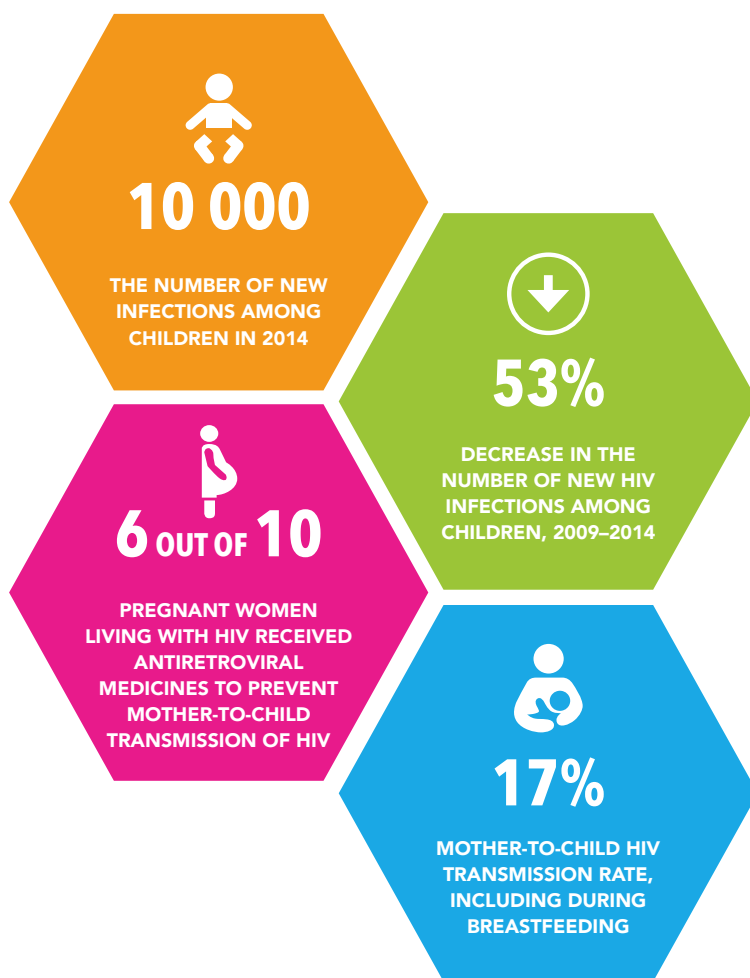 10 000
THE NUMBER OF NEW
INFECTIONS AMONG
CHILDREN IN 2014
53%
DECREASE IN THE
NUMBER OF NEW HIV
INFECTIONS AMONG
CHILDREN, 2009–2014
6 OUT OF 10
PREGNANT WOMEN
LIVING WITH HIV RECEIVED
ANTIRETROVIRAL
MEDICINES TO PREVENT
MOTHER-TO-CHILD
TRANSMISSION OF HIV
17%
MOTHER-TO-CHILD HIV
TRANSMISSION RATE,
INCLUDING DURING
BREASTFEEDING